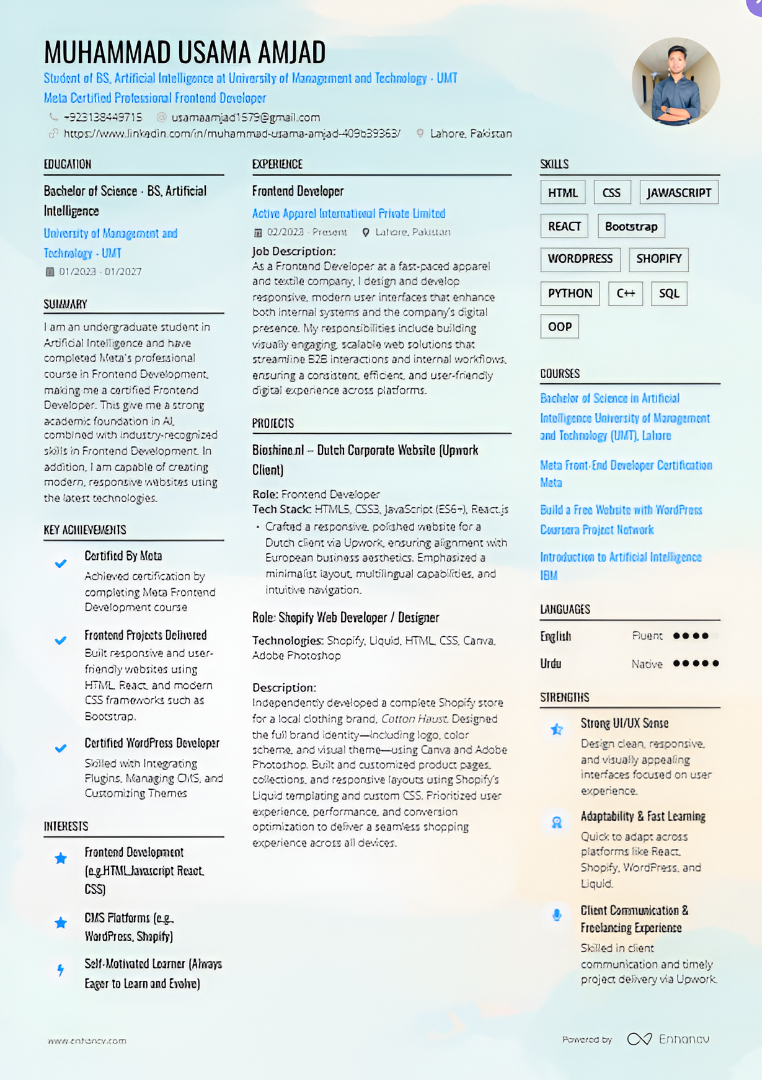 MUHAMMAD USAMA AMJAD
Student of BS, Artificial Intelligence at University of Management and Technology - UMT
Meta Certified Professional Frontend Developer
+923138449715 usamaamjad1579@gmail.com
https://www.linkedin.com/in/muhammad-usama-amjad-409b39363/ Lahore, Pakistan
EDUCATION
Bachelor of Science - BS, Artificial
Intelligence
University of Management and
Technology - UMT
01/2023 - 01/2027
SUMMARY
I am an undergraduate student in
Artificial Intelligence and have
completed Meta's professional
course in Frontend Development,
making me a certified Frontend
Developer. This give me a strong
academic foundation in AI,
combined with industry-recognized
skills in Frontend Development. In
addition, I am capable of creating
modern, responsive websites using
the latest technologies.
KEY ACHIEVEMENTS
Certified By Meta
Achieved certification by
completing Meta Frontend
Development course
Frontend Projects Delivered
Built responsive and user-
friendly websites using
HTML, React, and modern
CSS frameworks such as
Bootstrap.
Certified WordPress Developer
Skilled with Integrating
Plugins, Managing CMS, and
Customizing Themes
INTERESTS
Frontend Development
(e.g.HTML,Javascript React,
CSS)
CMS Platforms (e.g.,
WordPress, Shopify)
Self-Motivated Learner (Always
Eager to Learn and Evolve)
EXPERIENCE
Frontend Developer
Active Apparel International Private Limited
02/2023 - Present Lahore, Pakistan
Job Description:
As a Frontend Developer at a fast-paced apparel
and textile company, I design and develop
responsive, modern user interfaces that enhance
both internal systems and the company's digital
presence. My responsibilities include building
visually engaging, scalable web solutions that
streamline B2B interactions and internal workflows,
ensuring a consistent, efficient, and user-friendly
digital experience across platforms.
PROJECTS
Bioshine.nl – Dutch Corporate Website (Upwork
Client)
Role: Frontend Developer
Tech Stack: HTML5, CSS3, JavaScript (ES6+), React.js
• Crafted a responsive, polished website for a
Dutch client via Upwork, ensuring alignment with
European business aesthetics. Emphasized a
minimalist layout, multilingual capabilities, and
intuitive navigation.
Role: Shopify Web Developer / Designer
Technologies: Shopify, Liquid, HTML, CSS, Canva,
Adobe Photoshop
Description:
Independently developed a complete Shopify store
for a local clothing brand, Cotton Haust. Designed
the full brand identity—including logo, color
scheme, and visual theme—using Canva and Adobe
Photoshop. Built and customized product pages,
collections, and responsive layouts using Shopify's
Liquid templating and custom CSS. Prioritized user
experience, performance, and conversion
optimization to deliver a seamless shopping
experience across all devices.
SKILLS
HTML CSS JAVASCRIPT
REACT Bootstrap
WORDPRESS SHOPIFY
PYTHON C++ SQL
OOP
COURSES
Bachelor of Science in Artificial
Intelligence University of Management
and Technology (UMT), Lahore
Meta Front-End Developer Certification
Meta
Build a Free Website with WordPress
Coursera Project Network
Introduction to Artificial Intelligence
IBM
LANGUAGES
English Fluent
Urdu Native
STRENGTHS
Strong UI/UX Sense
Design clean, responsive,
and visually appealing
interfaces focused on user
experience.
Adaptability & Fast Learning
Quick to adapt across
platforms like React,
Shopify, WordPress, and
Liquid.
Client Communication &
Freelancing Experience
Skilled in client
communication and timely
project delivery via Upwork.
www.enhancv.com
Powered by Enhancv